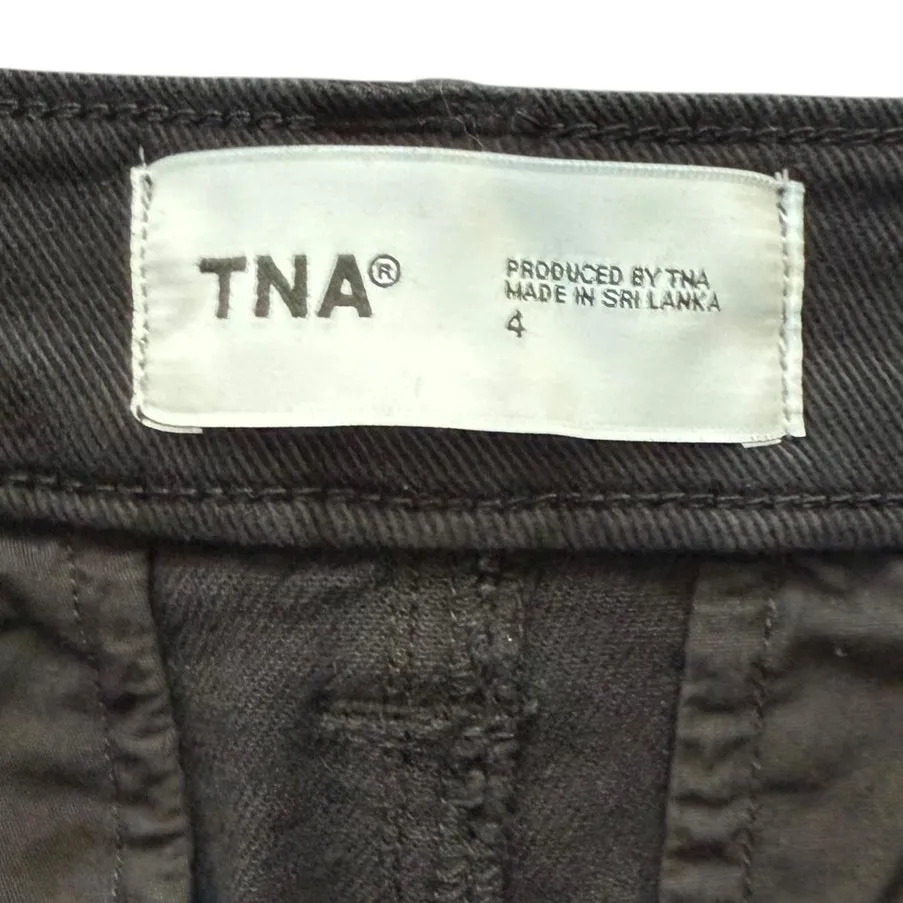 TNA®
PRODUCED BY TNA
MADE IN SRI LANKA
4